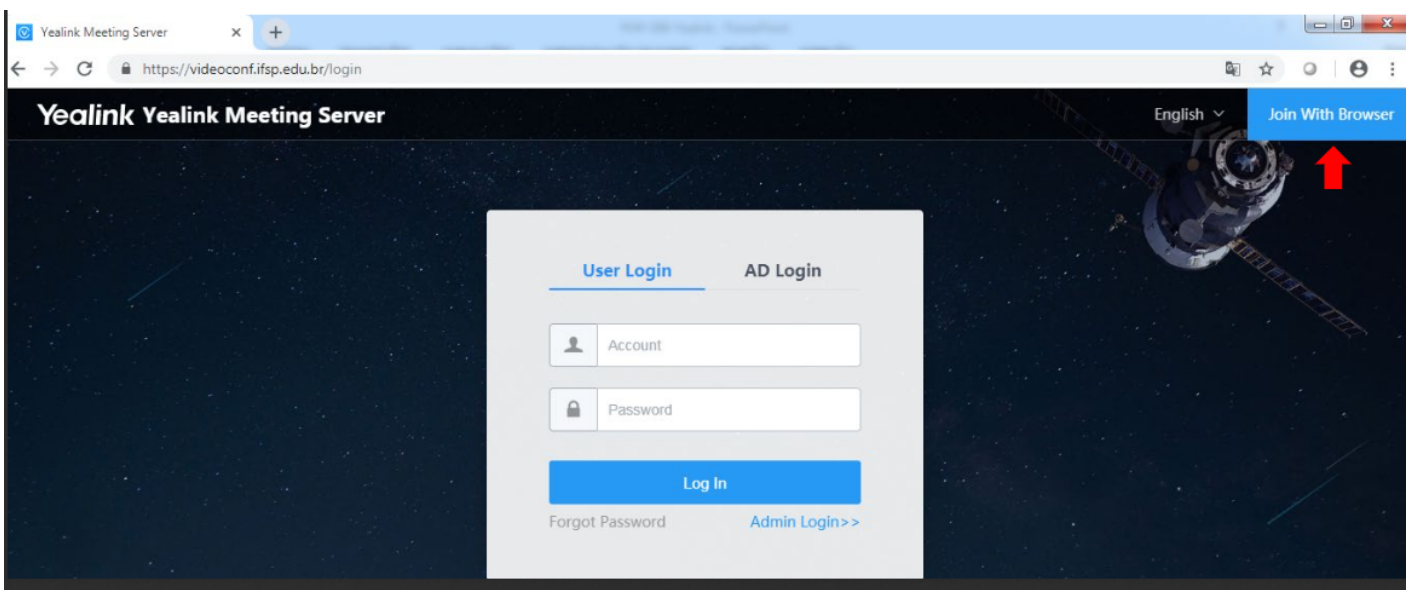 Yealink Meeting Server
https://videoconf.ifsp.edu.br/login
Yealink Yealink Meeting Server
English
Join With Browser
User Login
AD Login
Account
Password
Log In
Forgot Password
Admin Login>>